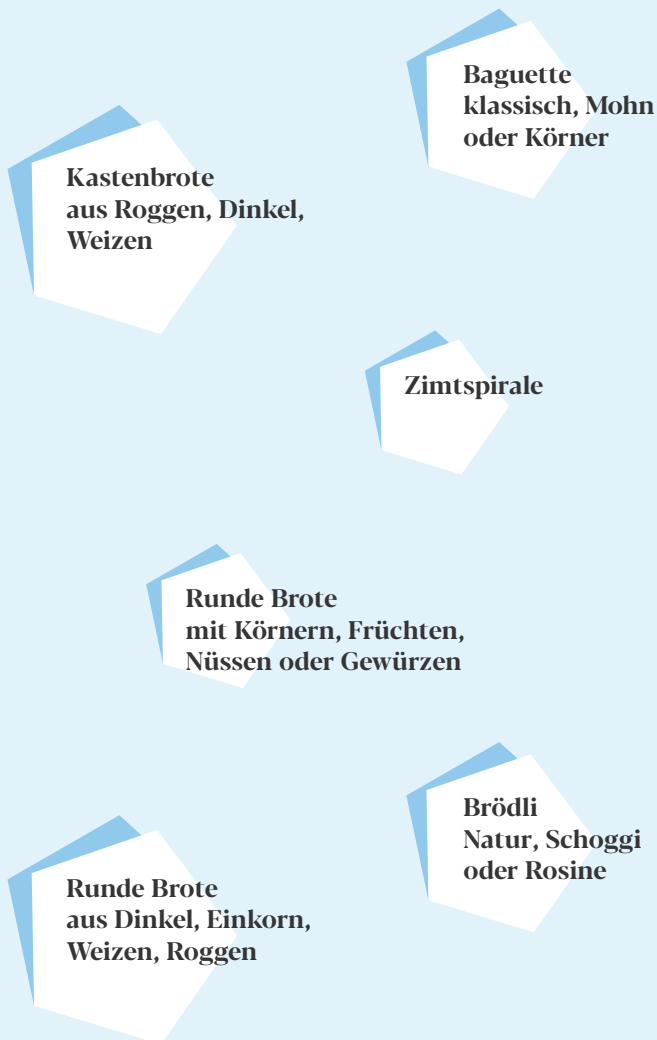 Baguette
klassisch, Mohn
oder Körner
Kastenbrote
aus Roggen, Dinkel,
Weizen
Zimtspirale
Runde Brote
mit Körnern, Früchten,
Nüssen oder Gewürzen
Brödli
Natur, Schoggi
oder Rosine
Runde Brote
aus Dinkel, Einkorn,
Weizen, Roggen